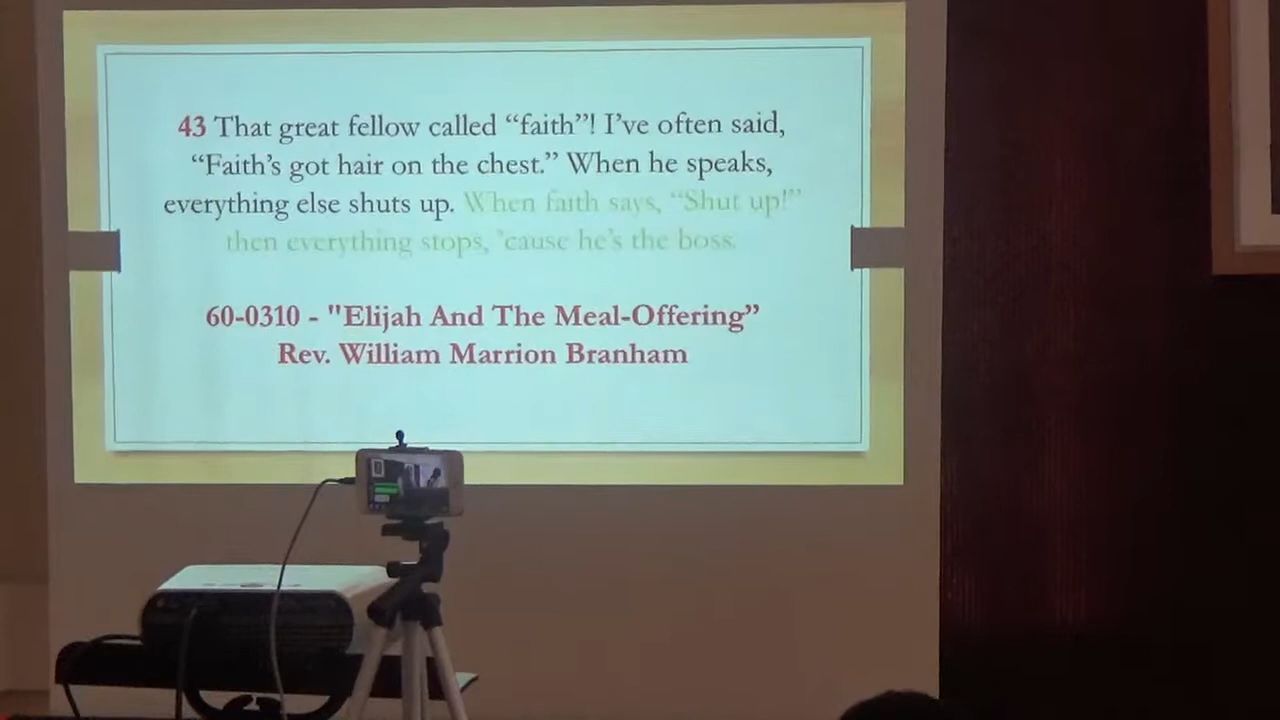 43 That great fellow called “faith”! I’ve often said,
“Faith’s got hair on the chest.” When he speaks,
everything else shuts up. When faith says, “Shut up!”
then everything stops, ’cause he’s the boss.
60-0310 - "Elijah And The Meal-Offering”
Rev. William Marrion Branham